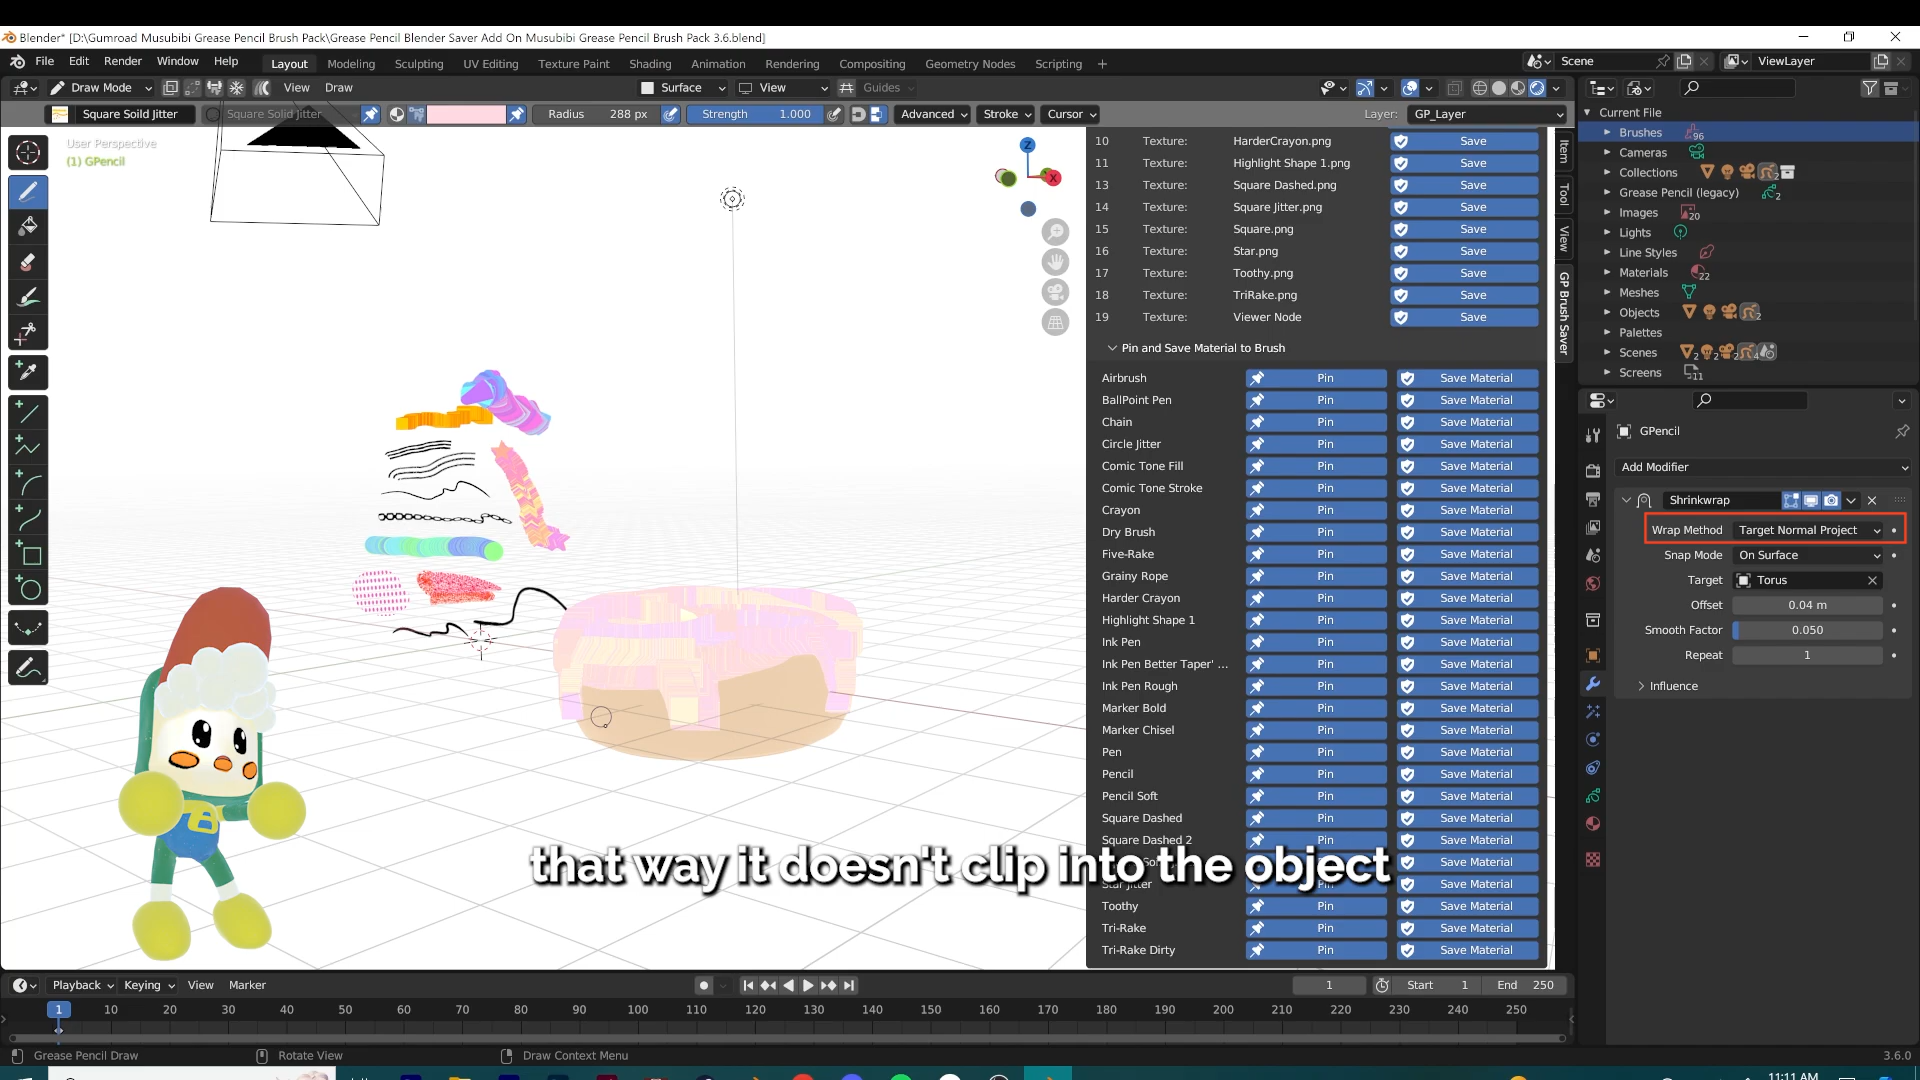 Blender* [D:\Gumroad Musubibi Grease Pencil Brush Pack\Grease Pencil Blender Saver Add On Musubibi Grease Pencil Brush Pack 3.6.blend]
File Edit Render Window Help Layout Modeling Sculpting UV Editing Texture Paint Shading Animation Rendering Compositing Geometry Nodes Scripting + Scene ViewLayer
Draw Mode View Draw Surface View Guides
Square Soild Jitter Square Solid Jitter Radius 288 px Strength 1.000 Advanced Stroke Cursor Layer: GP_Layer
User Perspective
(1) GPencil
Z
X
10 Texture: HarderCrayon.png Save
11 Texture: Highlight Shape 1.png Save
13 Texture: Square Dashed.png Save
14 Texture: Square Jitter.png Save
15 Texture: Square.png Save
16 Texture: Star.png Save
17 Texture: Toothy.png Save
18 Texture: TriRake.png Save
19 Texture: Viewer Node Save
Pin and Save Material to Brush
Airbrush Pin Save Material
BallPoint Pen Pin Save Material
Chain Pin Save Material
Circle Jitter Pin Save Material
Comic Tone Fill Pin Save Material
Comic Tone Stroke Pin Save Material
Crayon Pin Save Material
Dry Brush Pin Save Material
Five-Rake Pin Save Material
Grainy Rope Pin Save Material
Harder Crayon Pin Save Material
Highlight Shape 1 Pin Save Material
Ink Pen Pin Save Material
Ink Pen Better Taper' ... Pin Save Material
Ink Pen Rough Pin Save Material
Marker Bold Pin Save Material
Marker Chisel Pin Save Material
Pen Pin Save Material
Pencil Pin Save Material
Pencil Soft Pin Save Material
Square Dashed Pin Save Material
Square Dashed 2 Pin Save Material
that way it doesn't clip into the object
Toothy Pin Save Material
Tri-Rake Pin Save Material
Tri-Rake Dirty Pin Save Material
Item
Tool
View
GP Brush Saver
Current File
Brushes 96
Cameras
Collections 2
Grease Pencil (legacy) 2
Images 20
Lights
Line Styles
Materials 22
Meshes
Objects 2
Palettes
Scenes 2 2 2 4
Screens 11
GPencil
Add Modifier
Shrinkwrap
Wrap Method Target Normal Project
Snap Mode On Surface
Target Torus
Offset 0.04 m
Smooth Factor 0.050
Repeat 1
Influence
Playback Keying View Marker 1 Start 1 End 250
1 10 20 30 40 50 60 70 80 90 100 110 120 130 140 150 160 170 180 190 200 210 220 230 240 250
Grease Pencil Draw Rotate View Draw Context Menu 3.6.0
11:11 AM